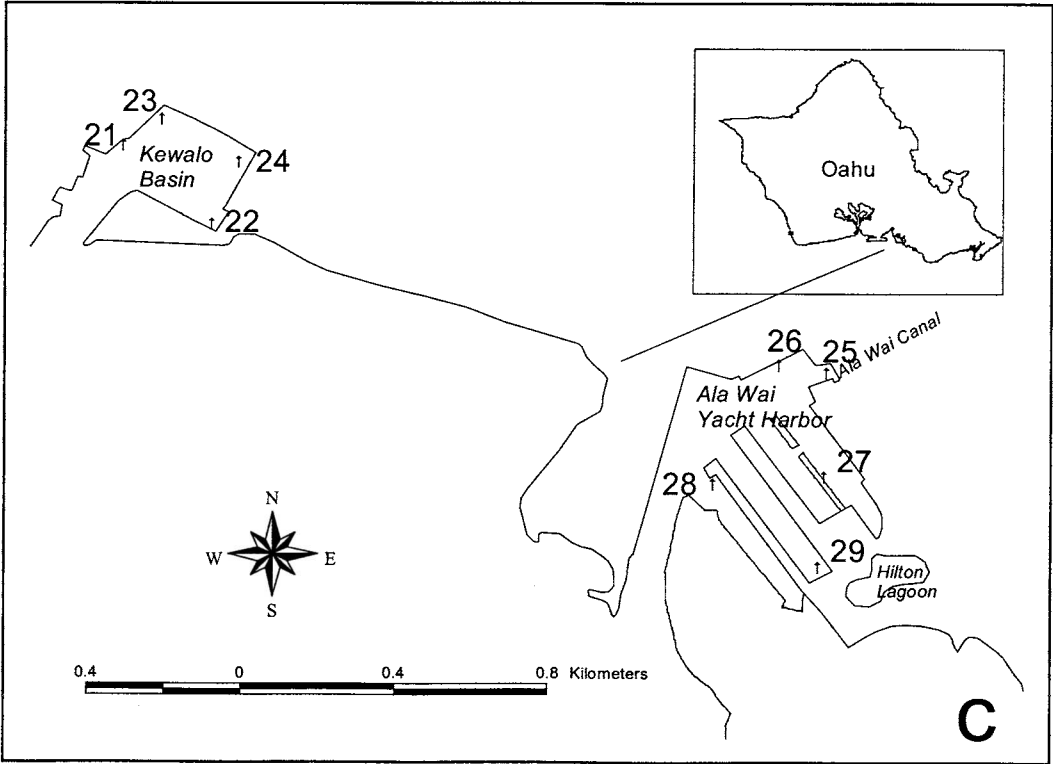 23
21
Kewalo
Basin
24
22
Oahu
26
25
Ala Wai Canal
Ala Wai
Yacht Harbor
27
28
29
Hilton
Lagoon
N
W
E
S
0.4
0
0.4
0.8
Kilometers
C